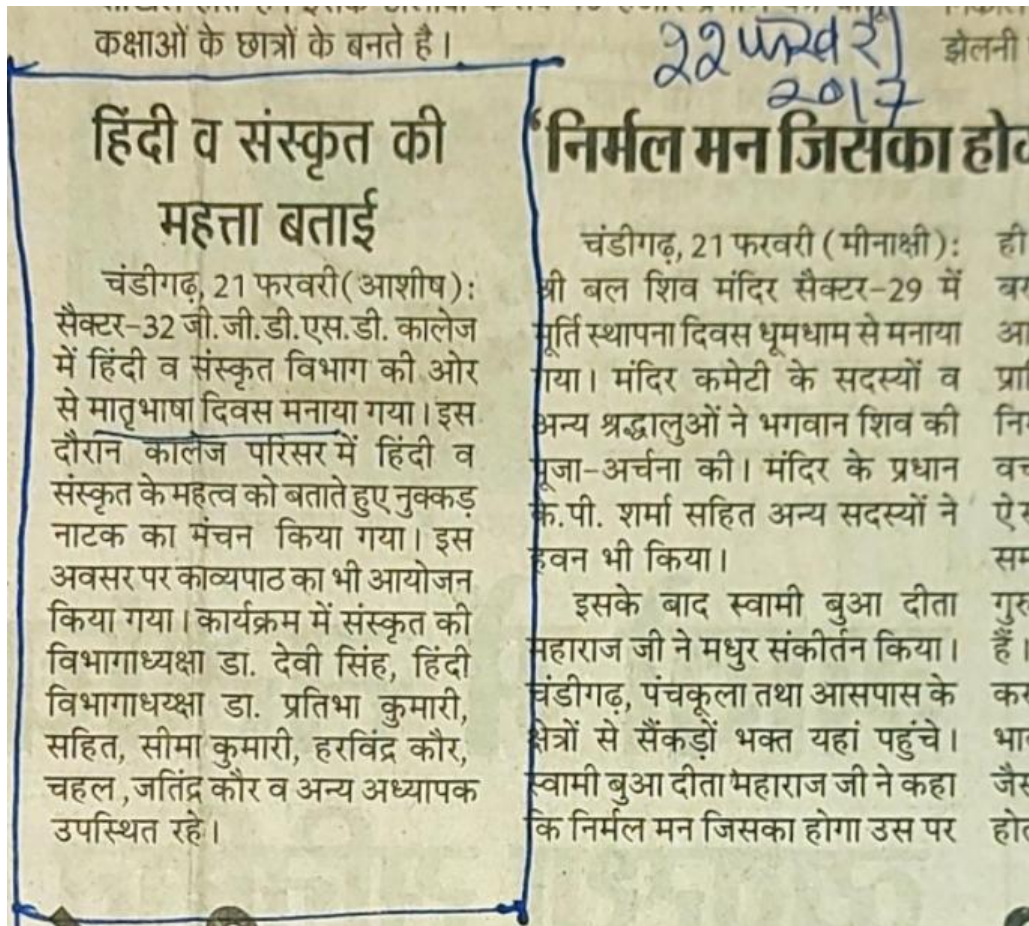 कक्षाओं के छात्रों के बनते है।
हिंदी व संस्कृत की
महत्ता बताई
चंडीगढ़, 21 फरवरी(आशीष):
सैक्टर-32 जी.जी.डी.एस.डी. कालेज
में हिंदी व संस्कृत विभाग की ओर
से मातृभाषा दिवस मनाया गया। इस
दौरान कालेज परिसर में हिंदी व
संस्कृत के महत्व को बताते हुए नुक्कड़
नाटक का मंचन किया गया। इस
अवसर पर काव्यपाठ का भी आयोजन
किया गया। कार्यक्रम में संस्कृत की
विभागाध्यक्षा डा. देवी सिंह, हिंदी
विभागाधय्क्षा डा. प्रतिभा कुमारी,
सहित, सीमा कुमारी, हरविंद्र कौर,
चहल ,जतिंद्र कौर व अन्य अध्यापक
उपस्थित रहे।
22 फरवरी
2017
झेलनी
'निर्मल मन जिसका
चंडीगढ़, 21 फरवरी (मीनाक्षी):
श्री बल शिव मंदिर सैक्टर-29 में
मूर्ति स्थापना दिवस धूमधाम से मनाया
गया। मंदिर कमेटी के सदस्यों व
अन्य श्रद्धालुओं ने भगवान शिव की
पूजा-अर्चना की। मंदिर के प्रधान
के.पी. शर्मा सहित अन्य सदस्यों ने
हवन भी किया।
इसके बाद स्वामी बुआ दीता
महाराज जी ने मधुर संकीर्तन किया।
चंडीगढ़, पंचकूला तथा आसपास के
क्षेत्रों से सैंकड़ों भक्त यहां पहुंचे।
स्वामी बुआ दीता महाराज जी ने कहा
कि निर्मल मन जिसका होगा उस पर
ही
हैं।